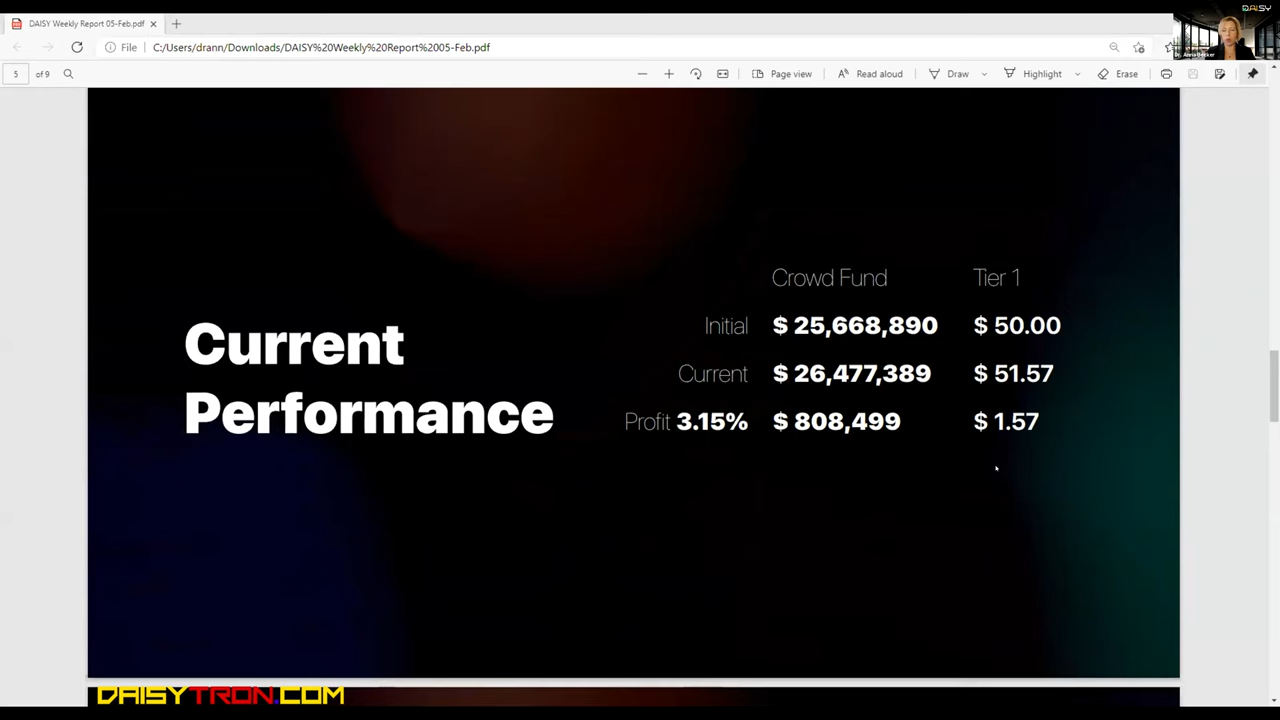 DAISY Weekly Report 05-Feb.pdf
DAISY
File C:/Users/drann/Downloads/DAISY%20Weekly%20Report%2005-Feb.pdf
5 of 9 Page view Read aloud Draw Highlight Erase
Crowd Fund Tier 1
Initial $ 25,668,890 $ 50.00
Current $ 26,477,389 $ 51.57
Profit 3.15% $ 808,499 $ 1.57
Current
Performance
DAISYTRON.COM